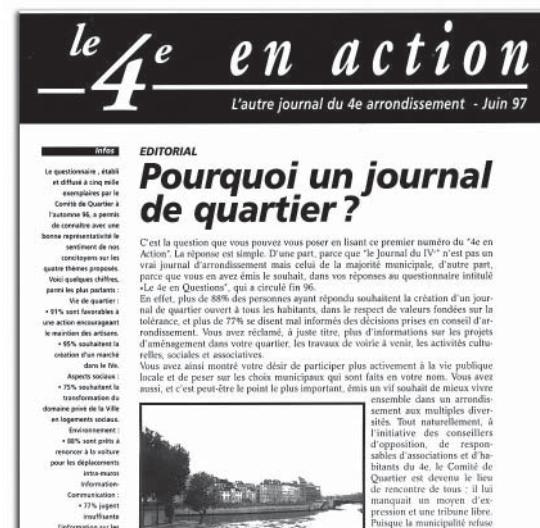 le 4e en action
L'autre journal du 4e arrondissement - Juin 97
Infos
Le questionnaire, établi
et diffusé à cinq mille
exemplaires par le
Comité de Quartier à
l'automne 96, a permis
de connaître avec une
bonne représentativité le
sentiment de nos
concitoyens sur les
quatre thèmes proposés.
Voici quelques chiffres,
parmi les plus parlants :
Vie de quartier :
• 91% sont favorables à
une action encourageant
le maintien des artisans.
• 95% souhaitent la
création d'un marché
dans le IVe.
Aspects sociaux :
• 75% souhaitent la
transformation du
domaine privé de la Ville
en logements sociaux.
Environnement :
• 88% sont prêts à
renoncer à la voiture
pour les déplacements
intra-muros
Information-
Communication :
• 77% jugent
insuffisante
l'information sur les
EDITORIAL
Pourquoi un journal
de quartier ?
C'est la question que vous pouvez vous poser en lisant ce premier numéro du "4e en
Action". La réponse est simple. D'une part, parce que "le Journal du IVe" n'est pas un
vrai journal d'arrondissement mais celui de la majorité municipale, d'autre part,
parce que vous en avez émis le souhait, dans vos réponses au questionnaire intitulé
«Le 4e en Questions", qui a circulé fin 96.
En effet, plus de 88% des personnes ayant répondu souhaitent la création d'un jour-
nal de quartier ouvert à tous les habitants, dans le respect de valeurs fondées sur la
tolérance, et plus de 77% se disent mal informés des décisions prises en conseil d'ar-
rondissement. Vous avez réclamé, à juste titre, plus d'informations sur les projets
d'aménagement dans votre quartier, les travaux de voirie à venir, les activités cultu-
relles, sociales et associatives.
Vous avez ainsi montré votre désir de participer plus activement à la vie publique
locale et de peser sur les choix municipaux qui sont faits en votre nom. Vous avez
aussi, et c'est peut-être le point le plus important, émis un vif souhait de mieux vivre
ensemble dans un arrondis-
sement aux multiples diver-
sités. Tout naturellement, à
l'initiative des conseillers
d'opposition, de respon-
sables d'associations et d'ha-
bitants du 4e, le Comité de
Quartier est devenu le lieu
de rencontre de tous : il lui
manquait un moyen d'ex-
pression et une tribune libre.
Puisque la municipalité refuse